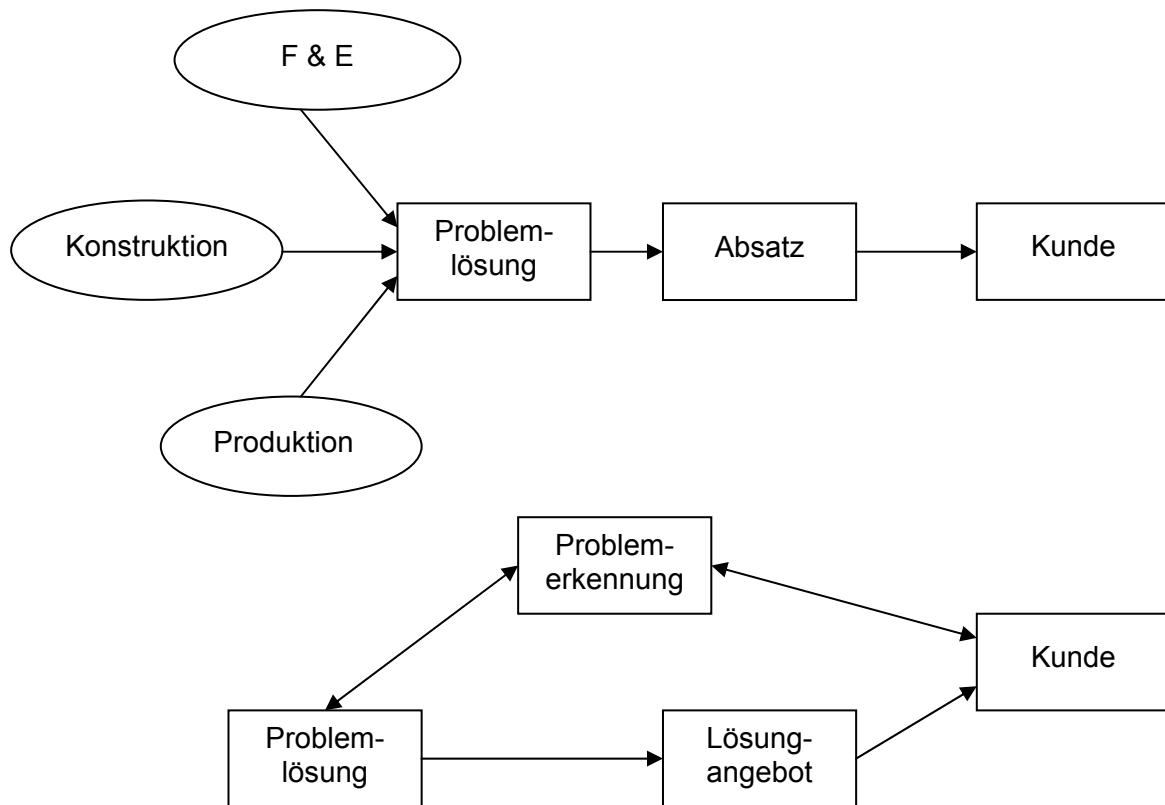 F & E
Konstruktion
Problem-
lösung
Absatz
Kunde
Produktion
Problem-
erkennung
Kunde
Problem-
lösung
Lösung-
angebot